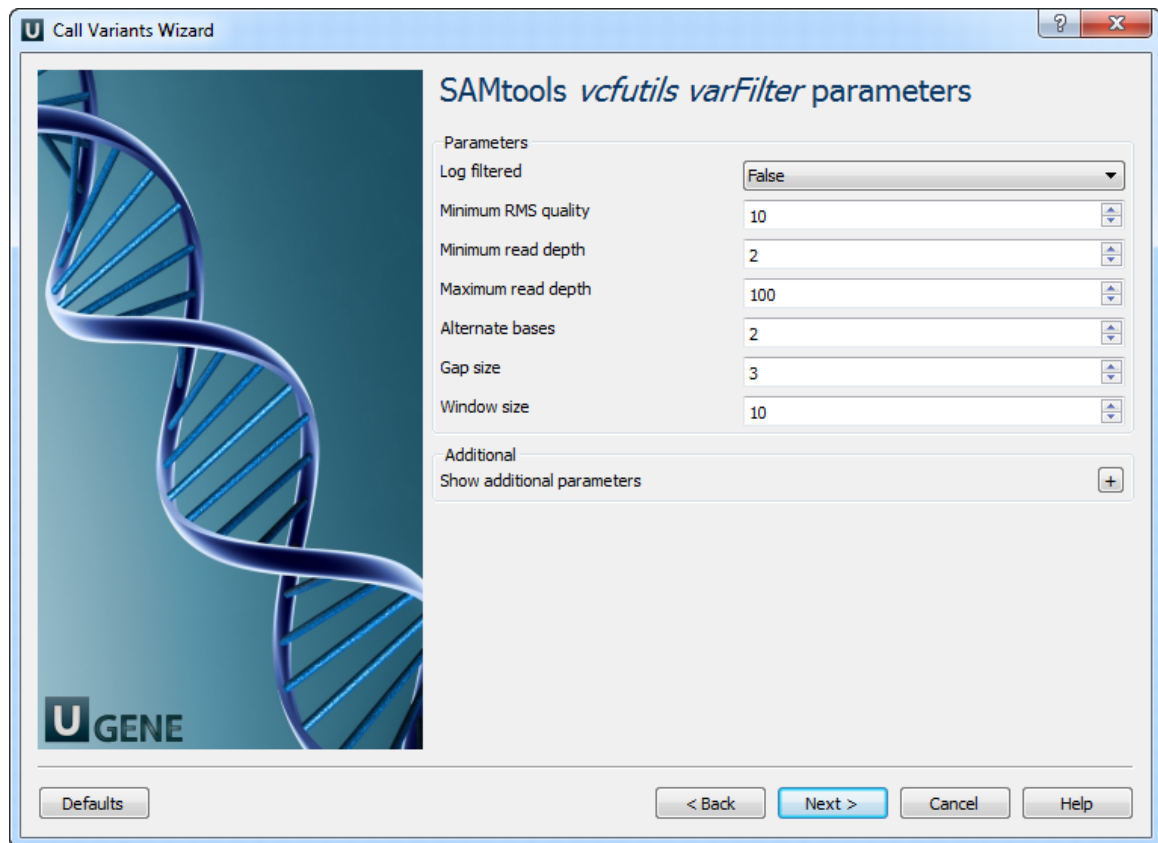 U Call Variants Wizard
SAMtools vcfutils varFilter parameters
Parameters
Log filtered False
Minimum RMS quality 10
Minimum read depth 2
Maximum read depth 100
Alternate bases 2
Gap size 3
Window size 10
Additional
Show additional parameters +
U GENE
Defaults < Back Next > Cancel Help